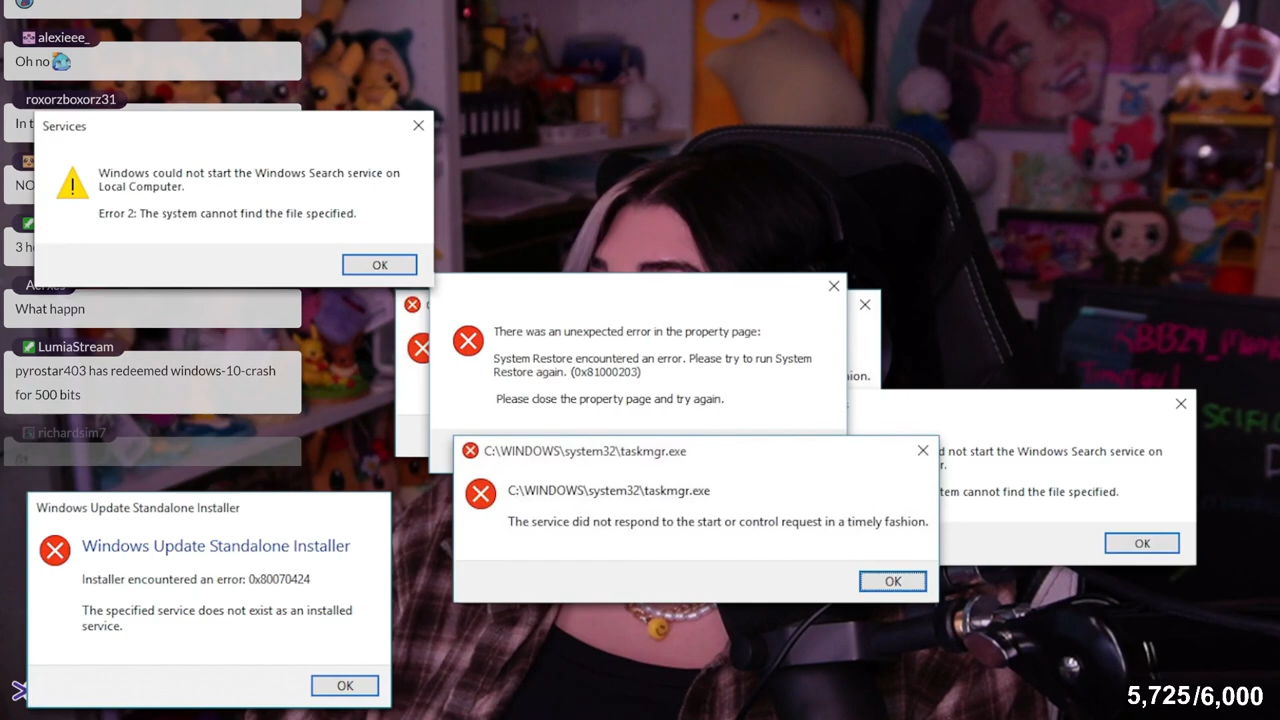 alexieee_
Oh no
roxorzboxorz31
In t
Services
Windows could not start the Windows Search service on
Local Computer.
Error 2: The system cannot find the file specified.
OK
NO
3 h
What happn
LumiaStream
pyrostar403 has redeemed windows-10-crash
for 500 bits
richardsim7
There was an unexpected error in the property page:
System Restore encountered an error. Please try to run System
Restore again. (0x81000203)
Please close the property page and try again.
ion.
C:\WINDOWS\system32\taskmgr.exe
C:\WINDOWS\system32\taskmgr.exe
The service did not respond to the start or control request in a timely fashion.
OK
d not start the Windows Search service on
r.
tem cannot find the file specified.
OK
Windows Update Standalone Installer
Windows Update Standalone Installer
Installer encountered an error: 0x80070424
The specified service does not exist as an installed
service.
OK
5,725/6,000